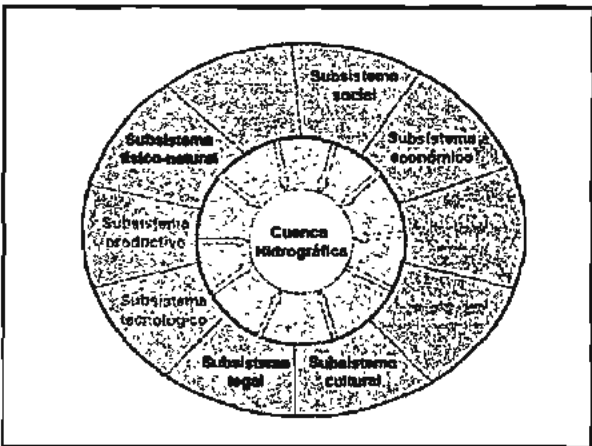 Subsistema
social
Subsistema
económico
Subsistema
cultural
Subsistema
legal
Subsistema
tecnológico
Subsistema
productivo
Subsistema
físico-natural
Cuenca
Hidrográfica